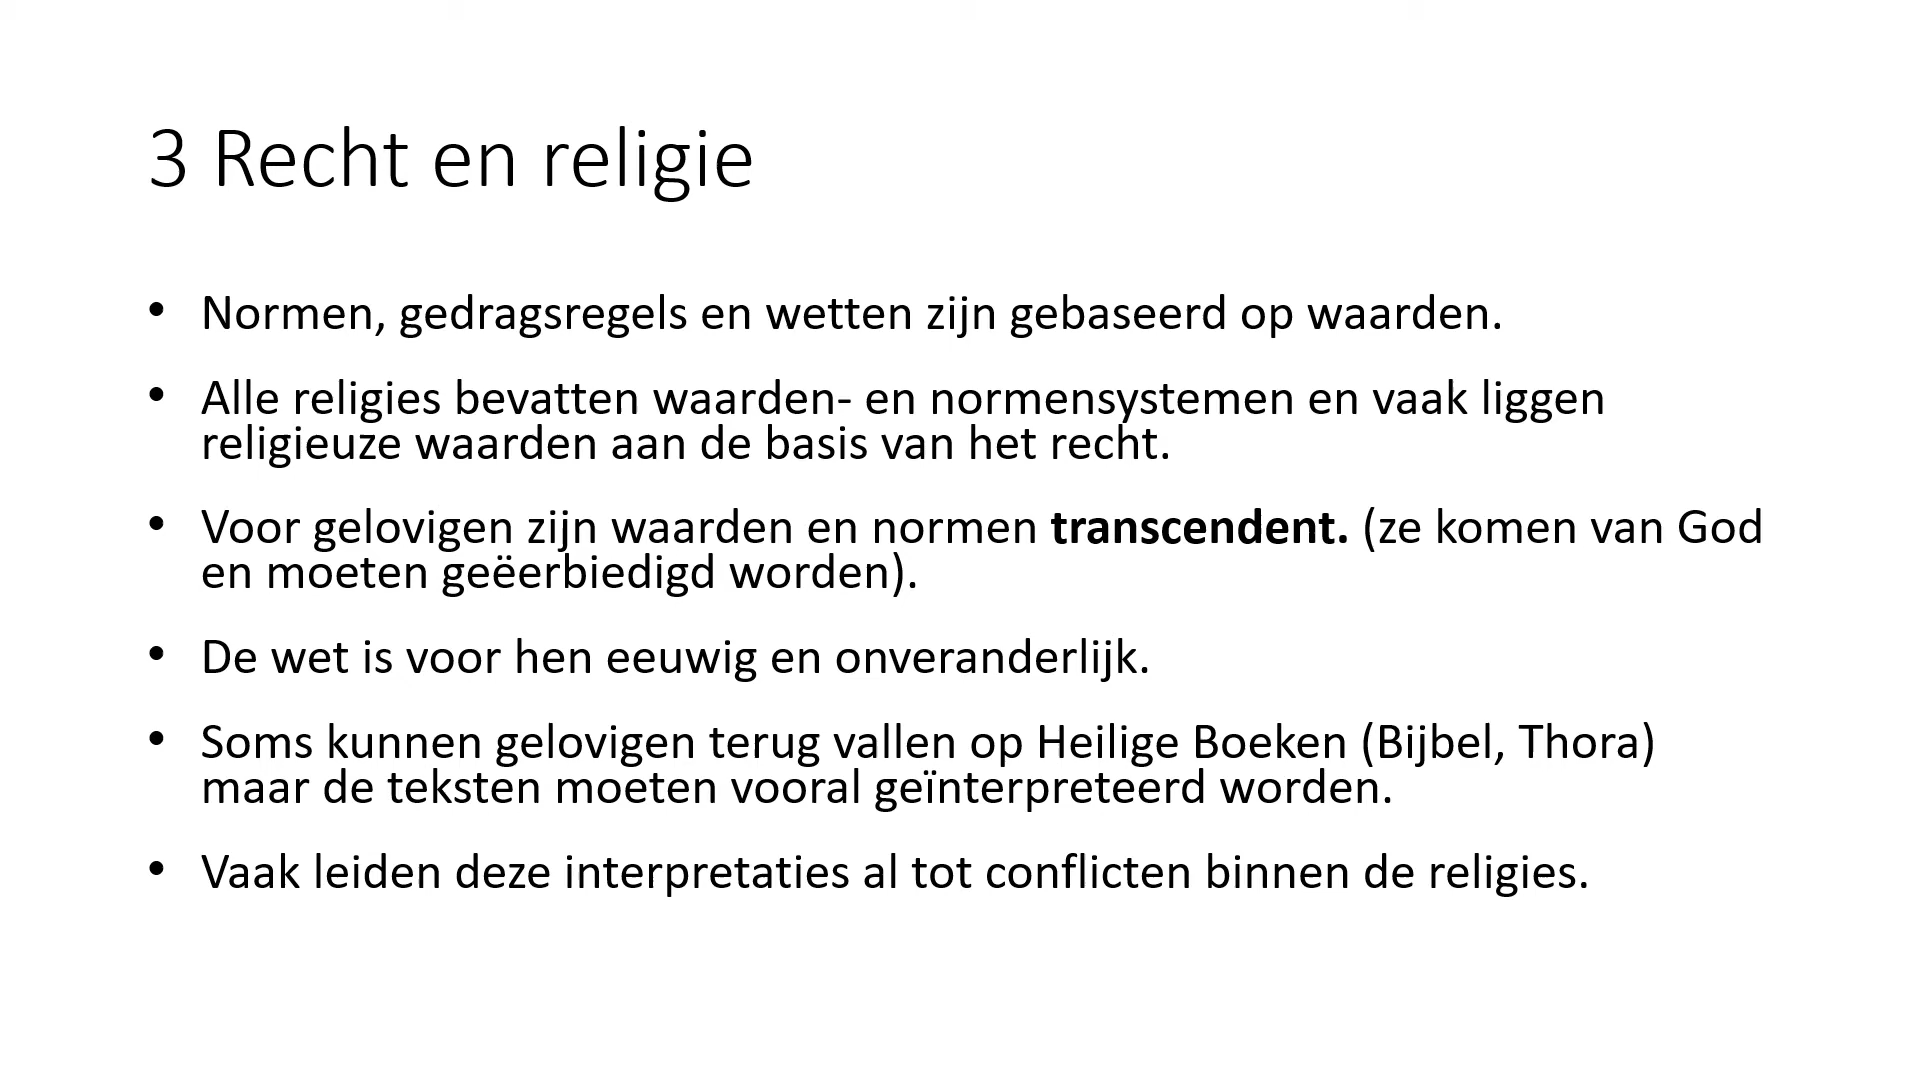 3 Recht en religie
• Normen, gedragsregels en wetten zijn gebaseerd op waarden.
• Alle religies bevatten waarden- en normensystemen en vaak liggen
religieuze waarden aan de basis van het recht.
• Voor gelovigen zijn waarden en normen transcendent. (ze komen van God
en moeten geëerbiedigd worden).
• De wet is voor hen eeuwig en onveranderlijk.
• Soms kunnen gelovigen terug vallen op Heilige Boeken (Bijbel, Thora)
maar de teksten moeten vooral geïnterpreteerd worden.
• Vaak leiden deze interpretaties al tot conflicten binnen de religies.